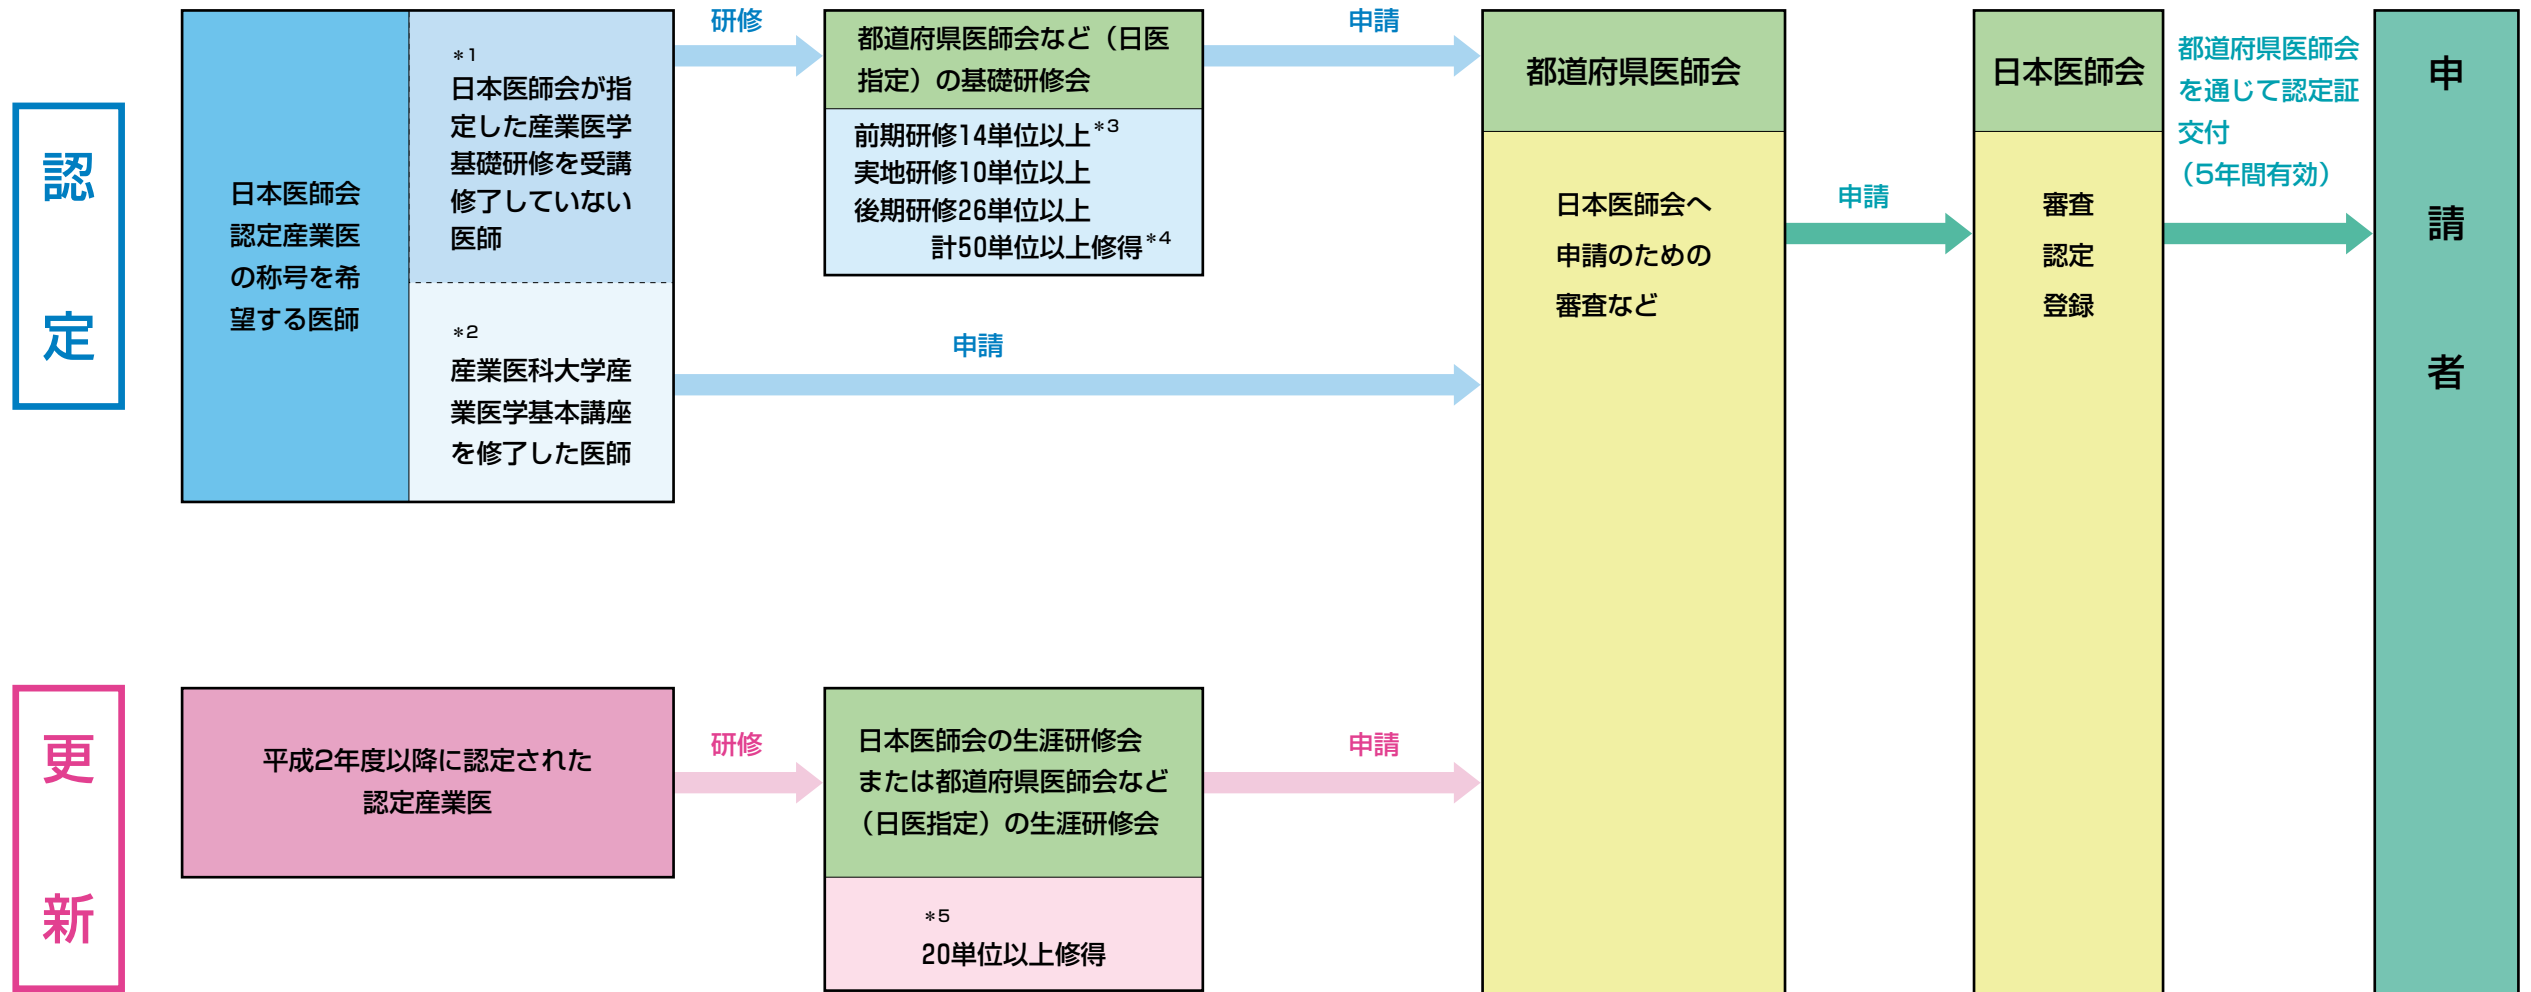 認
定
日本医師会
認定産業医
の称号を希
望する医師
*1
日本医師会が指
定した産業医学
基礎研修を受講
修了していない
医師
*2
産業医科大学産
業医学基本講座
を修了した医師
研修
都道府県医師会など（日医
指定）の基礎研修会
前期研修14単位以上*3
実地研修10単位以上
後期研修26単位以上
計50単位以上修得*4
申請
申請
都道府県医師会
日本医師会へ
申請のための
審査など
申請
日本医師会
審査
認定
登録
都道府県医師会
を通じて認定証
交付
（5年間有効）
申
請
者
更
新
平成2年度以降に認定された
認定産業医
研修
日本医師会の生涯研修会
または都道府県医師会など
（日医指定）の生涯研修会
*5
20単位以上修得
申請